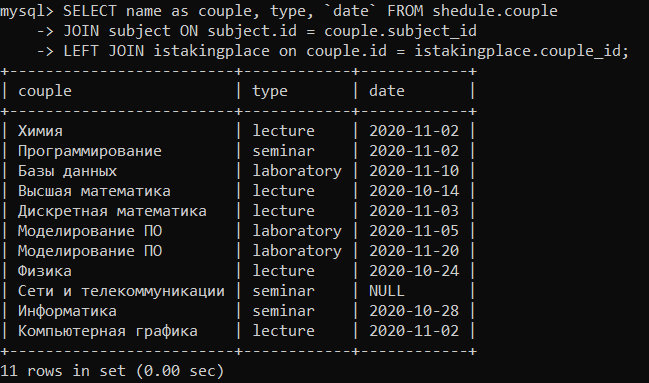 mysql> SELECT name as couple, type, `date` FROM shedule.couple
    -> JOIN subject ON subject.id = couple.subject_id
    -> LEFT JOIN istakingplace on couple.id = istakingplace.couple_id;
+------------------------+------------+------------+
| couple                 | type       | date       |
+------------------------+------------+------------+
| Химия                  | lecture    | 2020-11-02 |
| Программирование       | seminar    | 2020-11-02 |
| Базы данных            | laboratory | 2020-11-10 |
| Высшая математика      | lecture    | 2020-10-14 |
| Дискретная математика  | lecture    | 2020-11-03 |
| Моделирование ПО       | laboratory | 2020-11-05 |
| Моделирование ПО       | laboratory | 2020-11-20 |
| Физика                 | lecture    | 2020-10-24 |
| Сети и телекоммуникации | seminar    | NULL       |
| Информатика            | seminar    | 2020-10-28 |
| Компьютерная графика   | lecture    | 2020-11-02 |
+------------------------+------------+------------+
11 rows in set (0.00 sec)